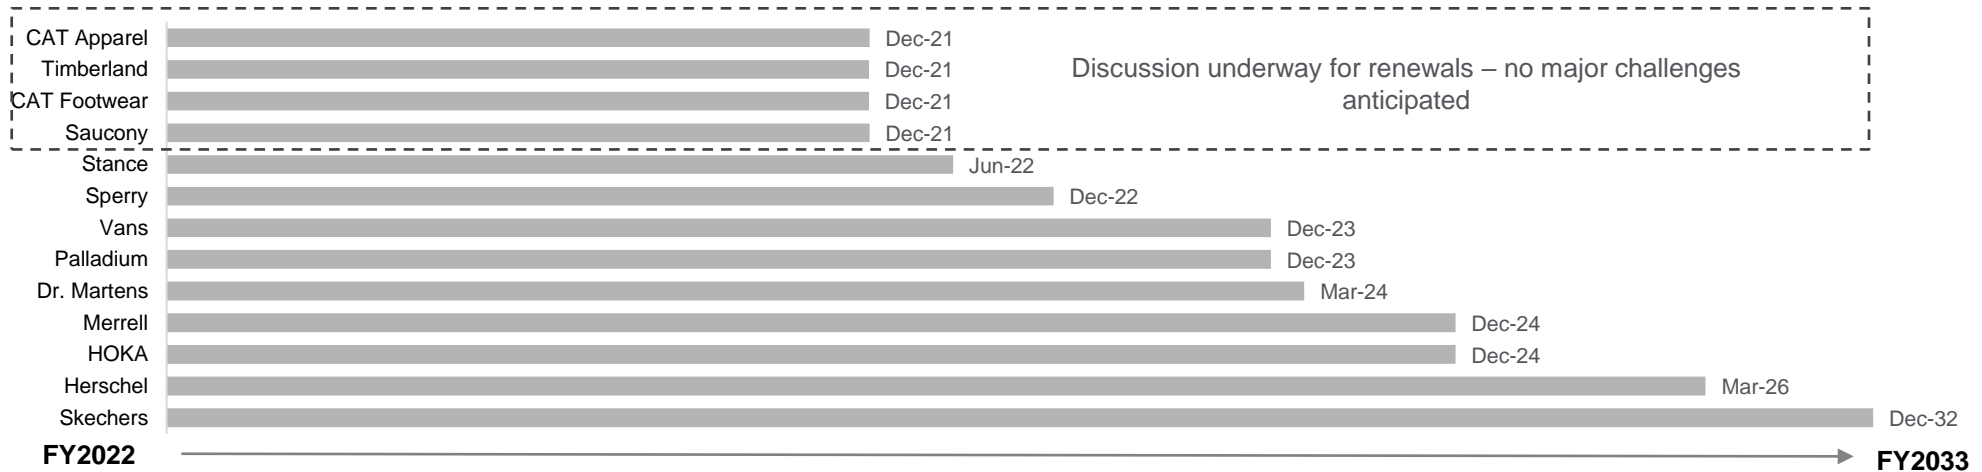 CAT Apparel Dec-21
Timberland Dec-21
Discussion underway for renewals – no major challenges
anticipated
CAT Footwear Dec-21
Saucony Dec-21
Stance Jun-22
Sperry Dec-22
Vans Dec-23
Palladium Dec-23
Dr. Martens Mar-24
Merrell Dec-24
HOKA Dec-24
Herschel Mar-26
Skechers Dec-32
FY2022 FY2033